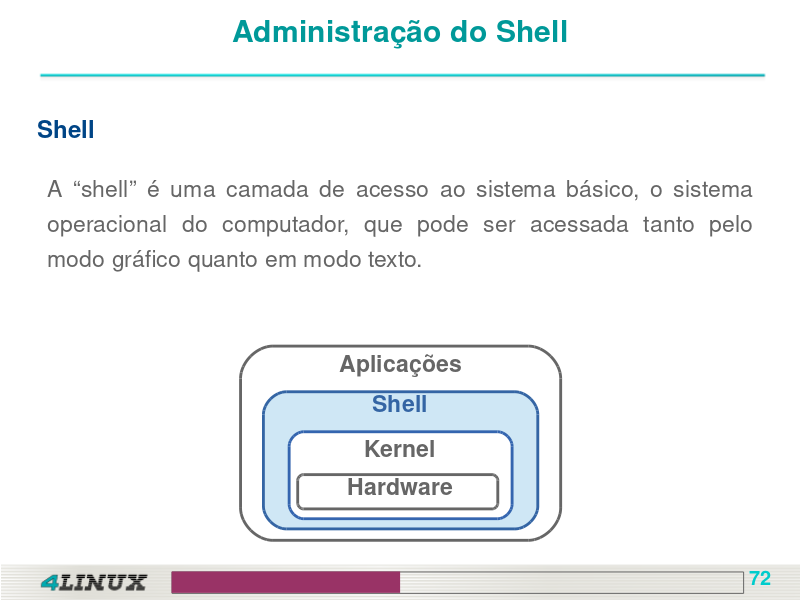 Administração do Shell
Shell
A “shell” é uma camada de acesso ao sistema básico, o sistema
operacional do computador, que pode ser acessada tanto pelo
modo gráfico quanto em modo texto.
Aplicações
Shell
Kernel
Hardware
4LINUX
72